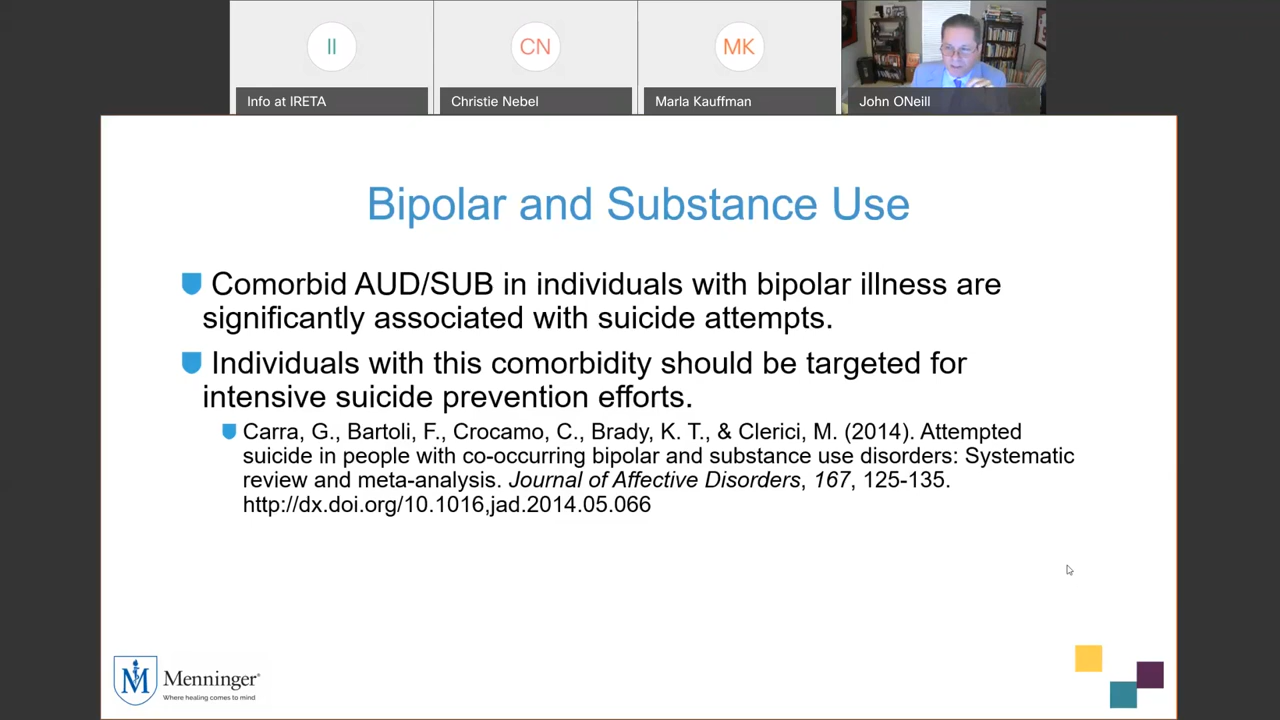 II
CN
MK
Info at IRETA
Christie Nebel
Marla Kauffman
John ONeill
Bipolar and Substance Use
Comorbid AUD/SUB in individuals with bipolar illness are
significantly associated with suicide attempts.
Individuals with this comorbidity should be targeted for
intensive suicide prevention efforts.
Carra, G., Bartoli, F., Crocamo, C., Brady, K. T., & Clerici, M. (2014). Attempted
suicide in people with co-occurring bipolar and substance use disorders: Systematic
review and meta-analysis. Journal of Affective Disorders, 167, 125-135.
http://dx.doi.org/10.1016,jad.2014.05.066
M
Menninger®
Where healing comes to mind